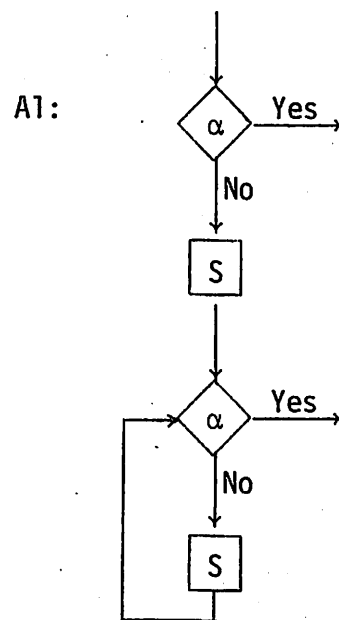 A1:
α
Yes
No
S
α
Yes
No
S